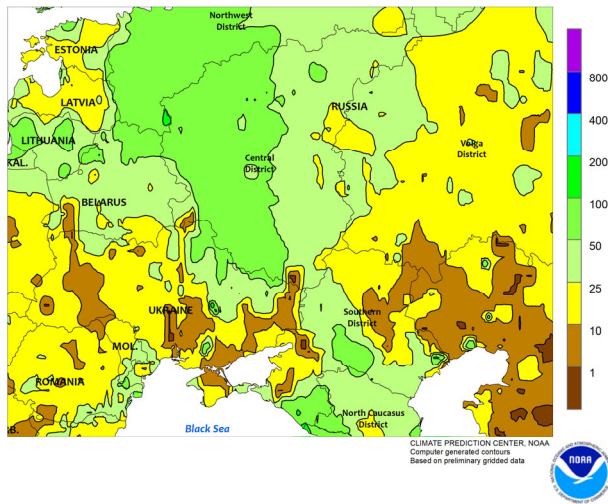 Northwest
District
ESTONIA
LATVIA
RUSSIA
LITHUANIA
KAL.
Volga
District
Central
District
BELARUS
UKRAINE
Southern
District
MOL.
ROMANIA
North Caucasus
District
B.
Black Sea
800
400
200
100
50
25
10
1
CLIMATE PREDICTION CENTER, NOAA
Computer generated contours
Based on preliminary gridded data
NOAA